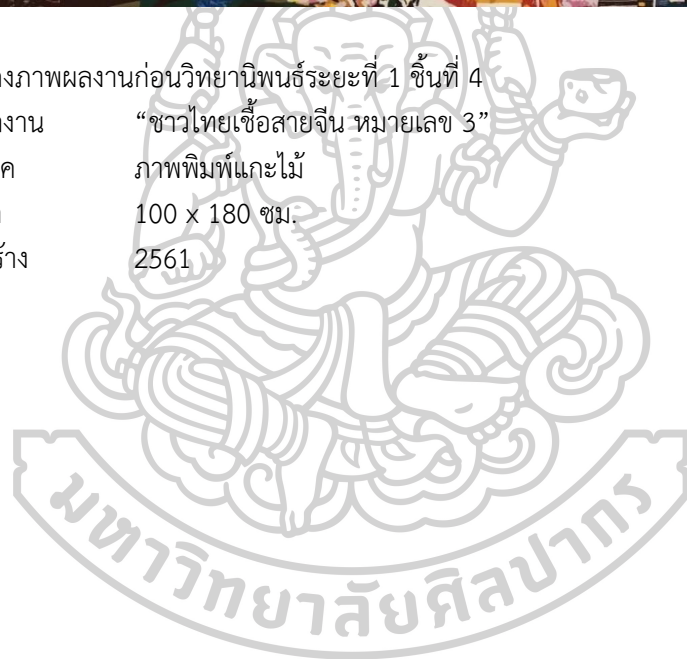 งภาพผลงานก่อนวิทยานิพนธ์ระยะที่ 1 ชิ้นที่ 4
งาน “ชาวไทยเชื้อสายจีน หมายเลข 3”
ค ภาพพิมพ์แกะไม้
100 x 180 ซม.
ร้าง 2561
มหาวิทยาลัยศิลปากร